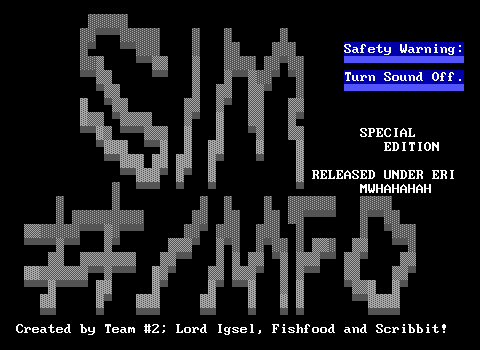 SIM
#/MFO
Safety Warning:
Turn Sound Off.
SPECIAL
EDITION
RELEASED UNDER ERI
MWHAHAHAH
Created by Team #2; Lord Igsel, Fishfood and Scribbit!